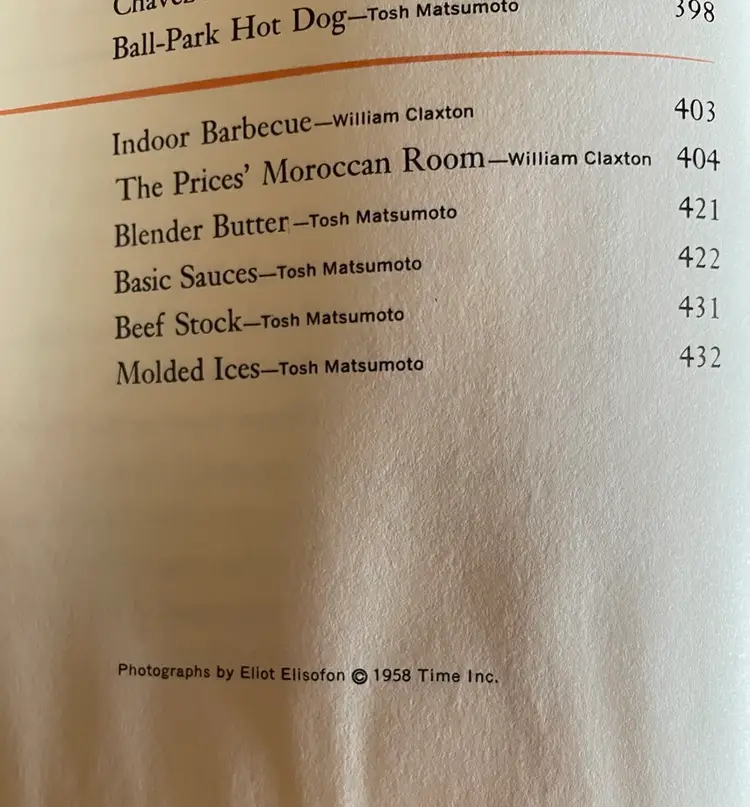 Ball-Park Hot Dog—Tosh Matsumoto 398
Indoor Barbecue—William Claxton 403
The Prices' Moroccan Room—William Claxton 404
Blender Butter—Tosh Matsumoto 421
Basic Sauces—Tosh Matsumoto 422
Beef Stock—Tosh Matsumoto 431
Molded Ices—Tosh Matsumoto 432
Photographs by Eliot Elisofon © 1958 Time Inc.